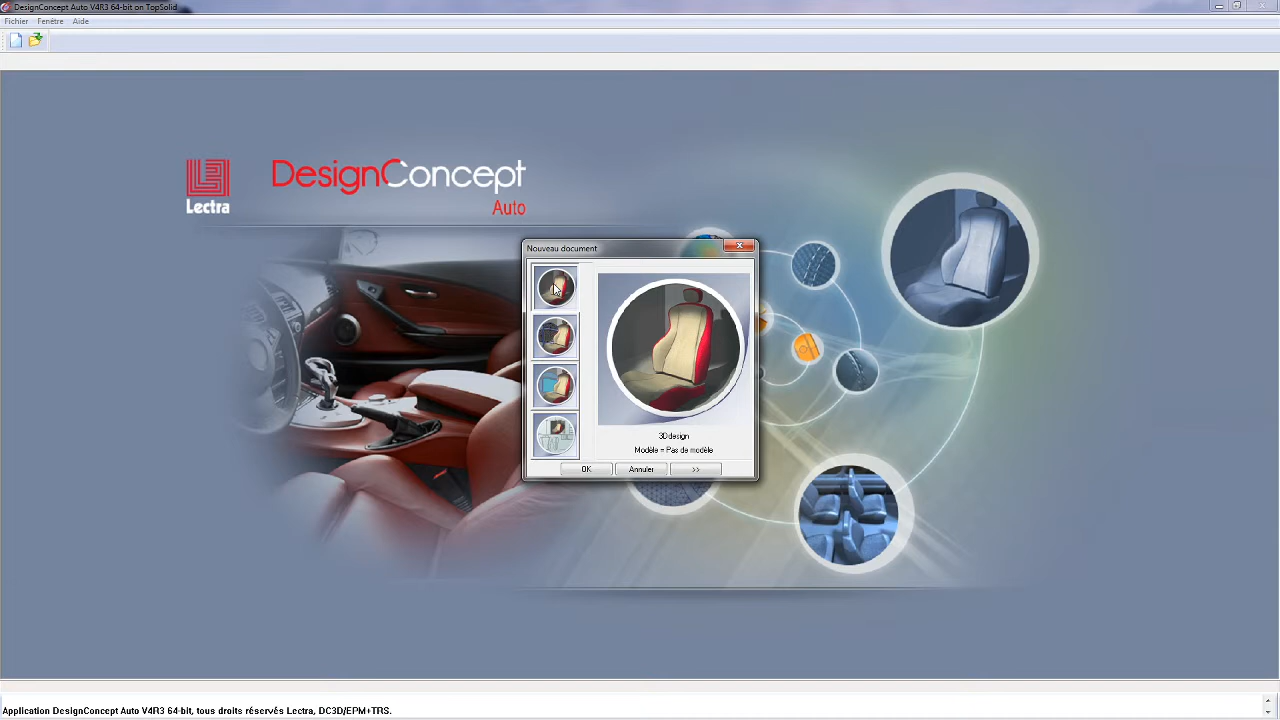 DesignConcept Auto V4R3 64-bit on TopSolid
Fichier Fenêtre Aide
Lectra
DesignConcept
Auto
Nouveau document
3D design
Modèle = Pas de modèle
OK Annuler >>
Application DesignConcept Auto V4R3 64-bit, tous droits réservés Lectra, DC3D/EPM+TRS.